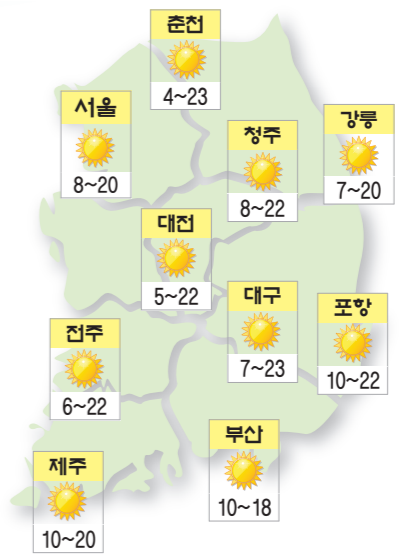 춘천
4~23
서울
8~20
강릉
7~20
청주
8~22
대전
5~22
대구
7~23
포항
10~22
전주
6~22
부산
10~18
제주
10~20